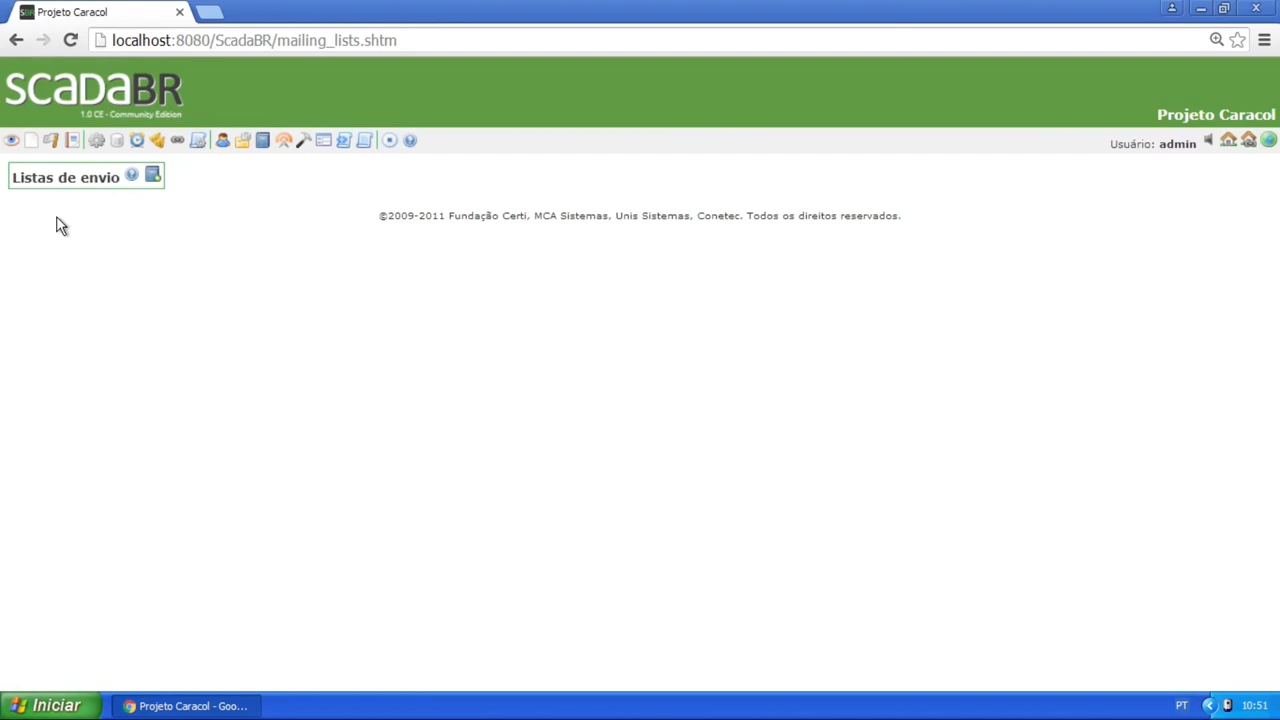 Projeto Caracol
localhost:8080/ScadaBR/mailing_lists.shtm
SCADABR
1.0 CE - Community Edition
Projeto Caracol
Usuário: admin
Listas de envio
©2009-2011 Fundação Certi, MCA Sistemas, Unis Sistemas, Conetec. Todos os direitos reservados.
Iniciar
Projeto Caracol - Goo...
PT
10:51